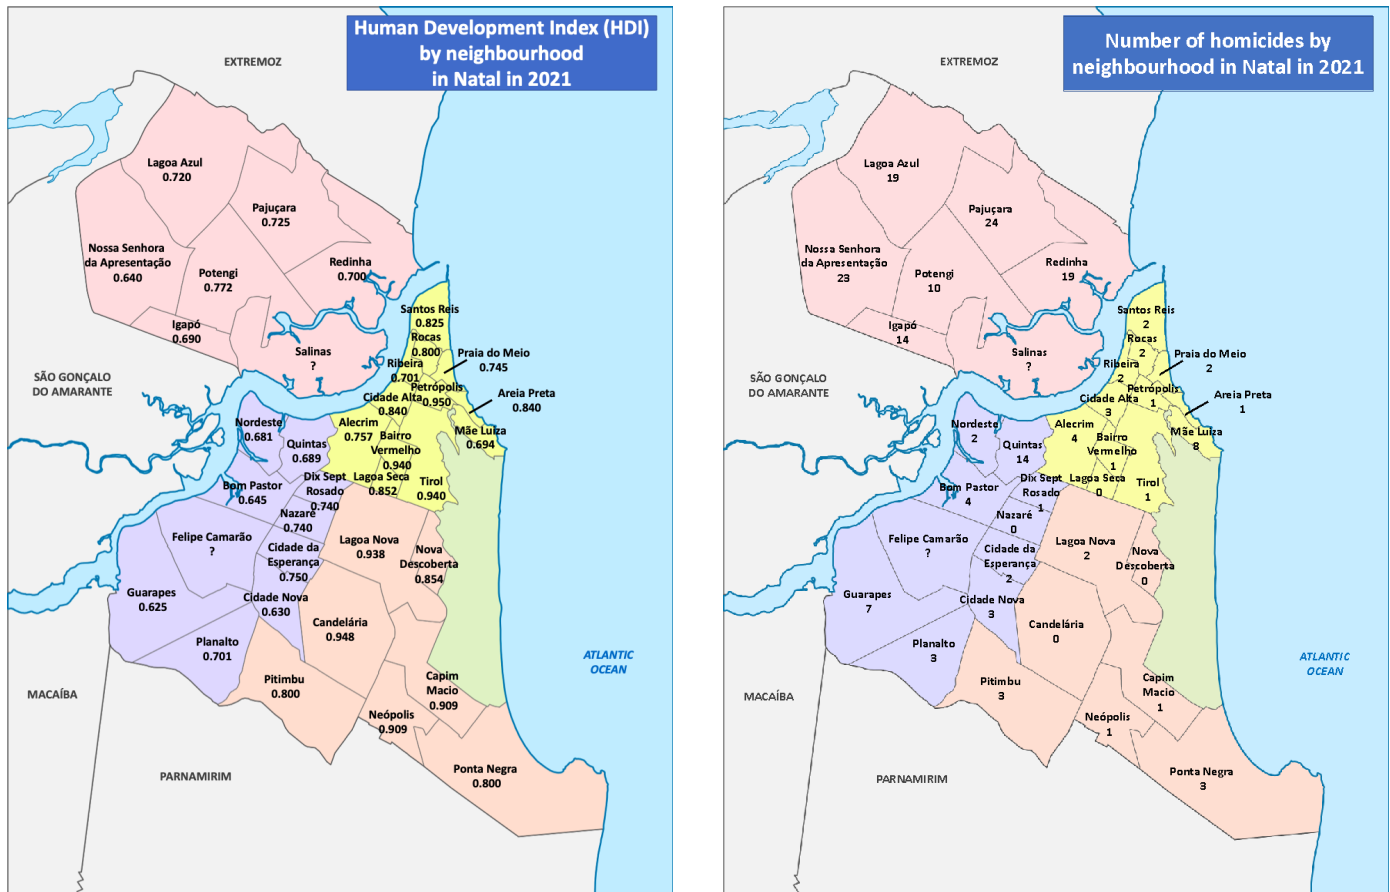 Human Development Index (HDI)
by neighbourhood
in Natal in 2021
EXTREMOZ
Lagoa Azul
0.720
Pajuçara
0.725
Nossa Senhora
da Apresentação
0.640
Potengi
0.772
Redinha
0.700
Igapó
0.690
Salinas
?
Santos Reis
0.825
Rocas
0.800
Praia do Meio
0.745
Ribeira
0.701
Petrópolis
0.950
Areia Preta
0.840
Cidade Alta
0.840
SÃO GONÇALO
DO AMARANTE
Nordeste
0.681
Quintas
0.689
Alecrim
0.757
Bairro
Vermelho
0.940
Mãe Luíza
0.694
Lagoa Seca
0.852
Tirol
0.940
Bom Pastor
0.645
Dix Sept
Rosado
0.740
Nazaré
0.740
Felipe Camarão
?
Cidade da
Esperança
0.750
Lagoa Nova
0.938
Nova
Descoberta
0.854
Guarapes
0.625
Cidade Nova
0.630
Candelária
0.948
Planalto
0.701
Pitimbu
0.800
Capim
Macio
0.909
Neópolis
0.909
Ponta Negra
0.800
MACAÍBA
PARNAMIRIM
ATLANTIC
OCEAN
Number of homicides by
neighbourhood in Natal in 2021
EXTREMOZ
Lagoa Azul
19
Pajuçara
24
Nossa Senhora
da Apresentação
23
Potengi
10
Redinha
19
Igapó
14
Salinas
?
Santos Reis
2
Rocas
2
Praia do Meio
2
Ribeira
2
Petrópolis
1
Areia Preta
1
Cidade Alta
3
SÃO GONÇALO
DO AMARANTE
Nordeste
2
Quintas
14
Alecrim
4
Bairro
Vermelho
1
Mãe Luíza
8
Lagoa Seca
0
Tirol
1
Bom Pastor
4
Dix Sept
Rosado
1
Nazaré
0
Felipe Camarão
?
Cidade da
Esperança
2
Lagoa Nova
2
Nova
Descoberta
0
Guarapes
7
Cidade Nova
3
Candelária
0
Planalto
3
Pitimbu
3
Capim
Macio
1
Neópolis
1
Ponta Negra
3
MACAÍBA
PARNAMIRIM
ATLANTIC
OCEAN